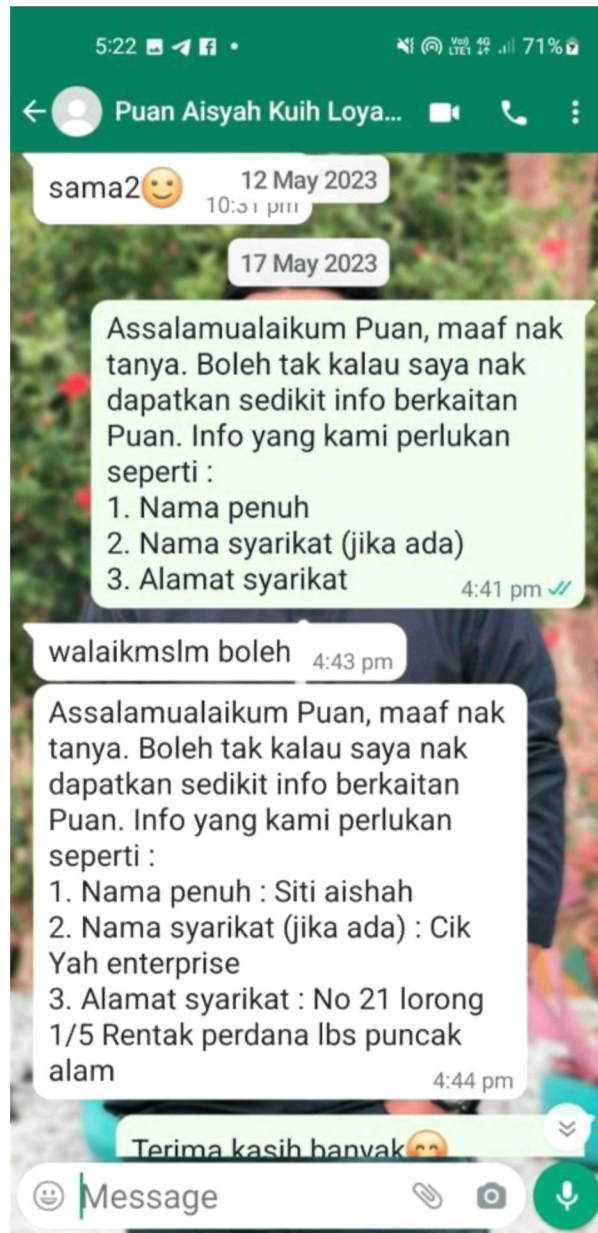 5:22
71%
Puan Aisyah Kuih Loya...
12 May 2023
sama2
10:31 pm
17 May 2023
Assalamualaikum Puan, maaf nak
tanya. Boleh tak kalau saya nak
dapatkan sedikit info berkaitan
Puan. Info yang kami perlukan
seperti :
1. Nama penuh
2. Nama syarikat (jika ada)
3. Alamat syarikat
4:41 pm
walaikmslm boleh
4:43 pm
Assalamualaikum Puan, maaf nak
tanya. Boleh tak kalau saya nak
dapatkan sedikit info berkaitan
Puan. Info yang kami perlukan
seperti :
1. Nama penuh : Siti aishah
2. Nama syarikat (jika ada) : Cik
Yah enterprise
3. Alamat syarikat : No 21 lorong
1/5 Rentak perdana lbs puncak
alam
4:44 pm
Terima kasih banyak
Message